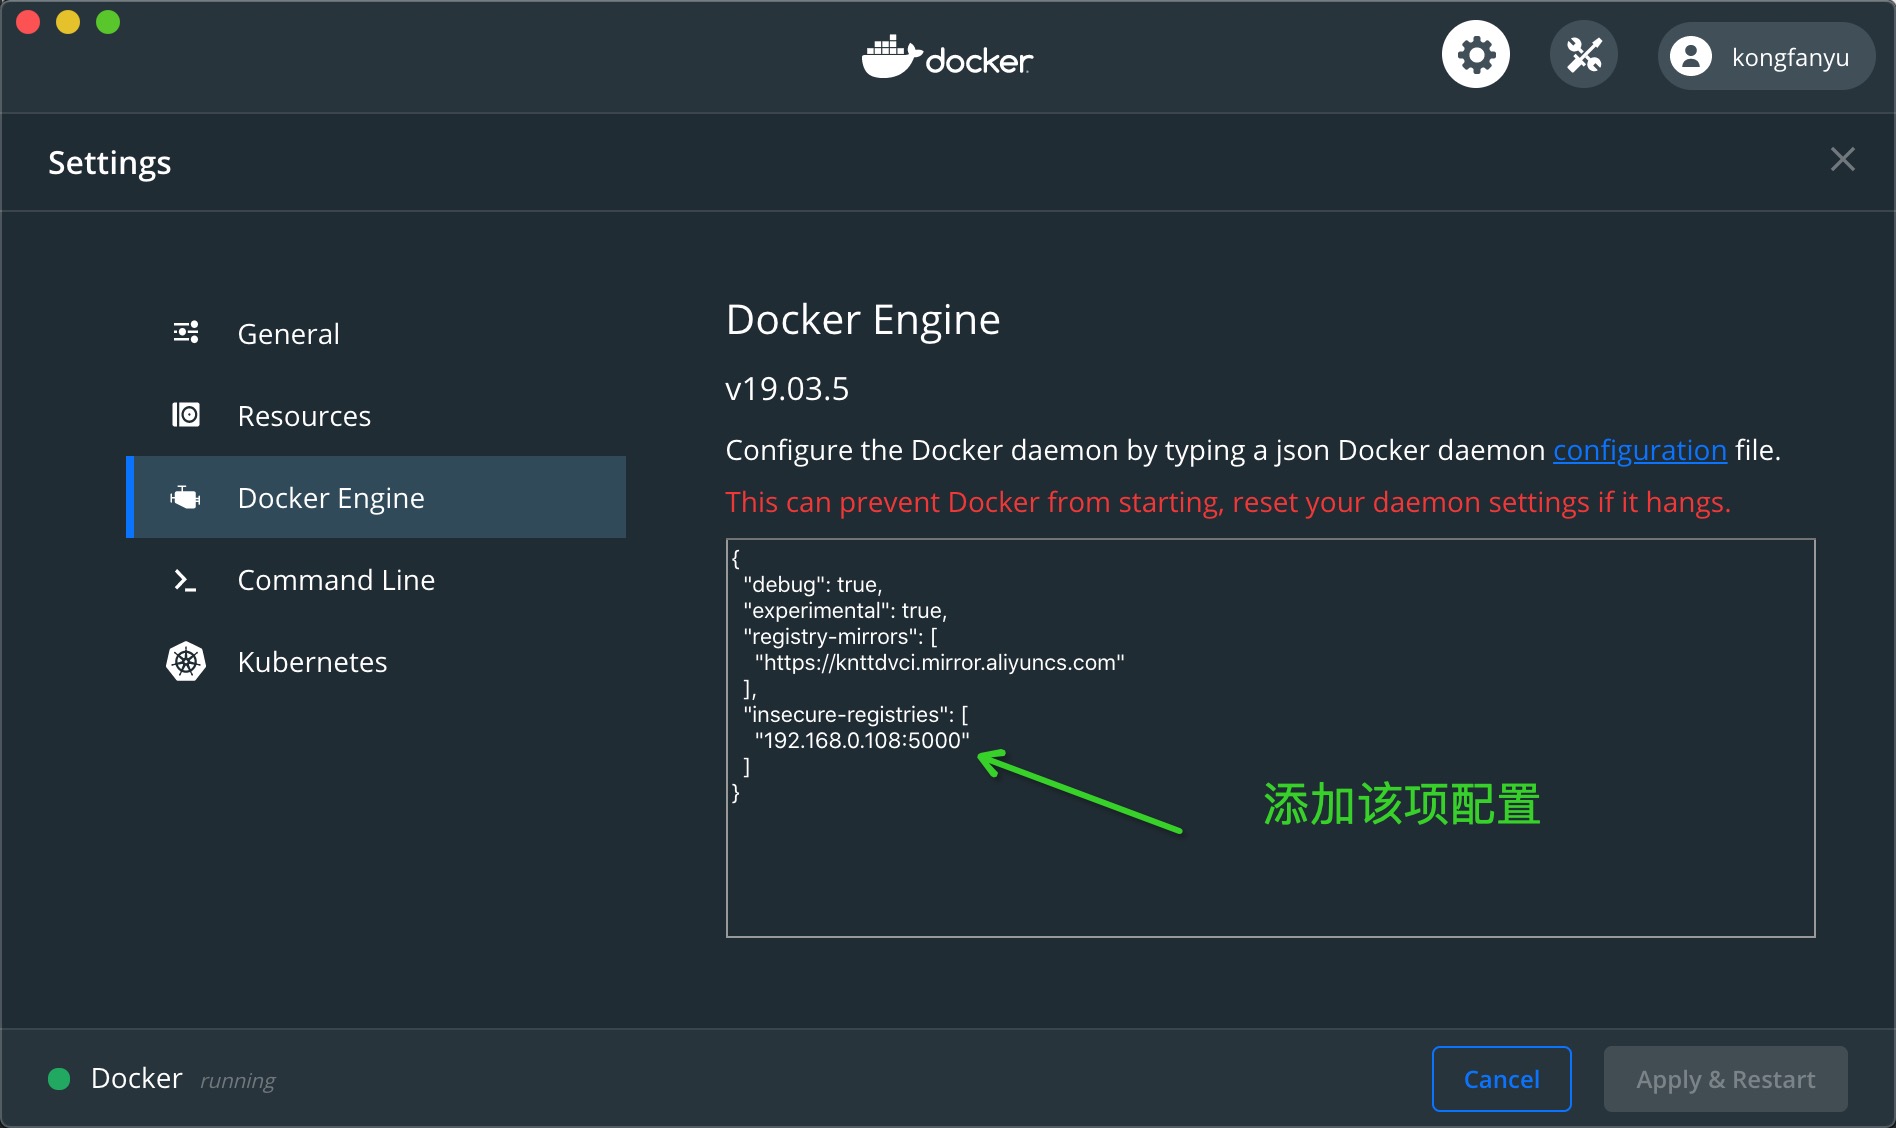 docker
kongfanyu
Settings
General
Resources
Docker Engine
Command Line
Kubernetes
Docker Engine
v19.03.5
Configure the Docker daemon by typing a json Docker daemon configuration file.
This can prevent Docker from starting, reset your daemon settings if it hangs.
{
  "debug": true,
  "experimental": true,
  "registry-mirrors": [
    "https://knttdvci.mirror.aliyuncs.com"
  ],
  "insecure-registries": [
    "192.168.0.108:5000"
  ]
}
添加该项配置
Docker running
Cancel
Apply & Restart